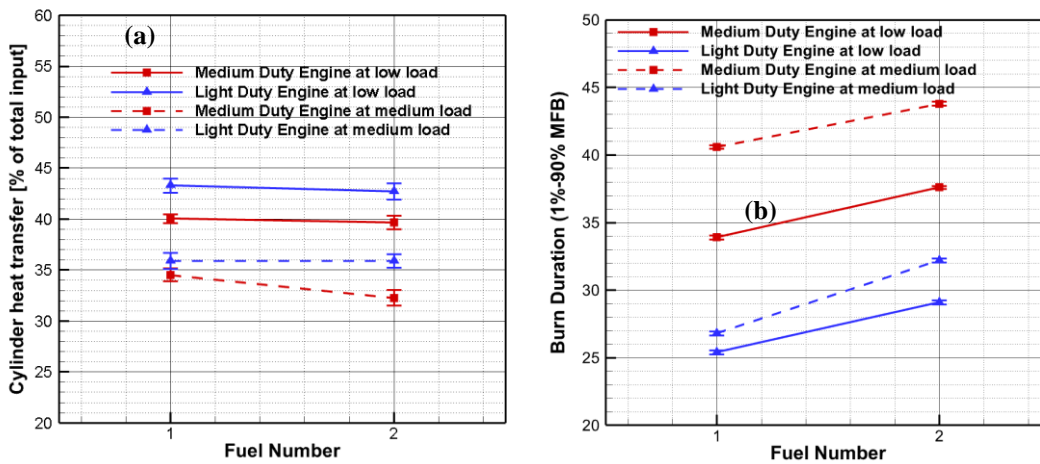 (a)
Cylinder heat transfer [% of total input]
60
55
50
45
40
35
30
25
20
Medium Duty Engine at low load
Light Duty Engine at low load
Medium Duty Engine at medium load
Light Duty Engine at medium load
1
2
Fuel Number
(b)
Burn Duration (1%-90% MFB)
50
45
40
35
30
25
20
Medium Duty Engine at low load
Light Duty Engine at low load
Medium Duty Engine at medium load
Light Duty Engine at medium load
1
2
Fuel Number